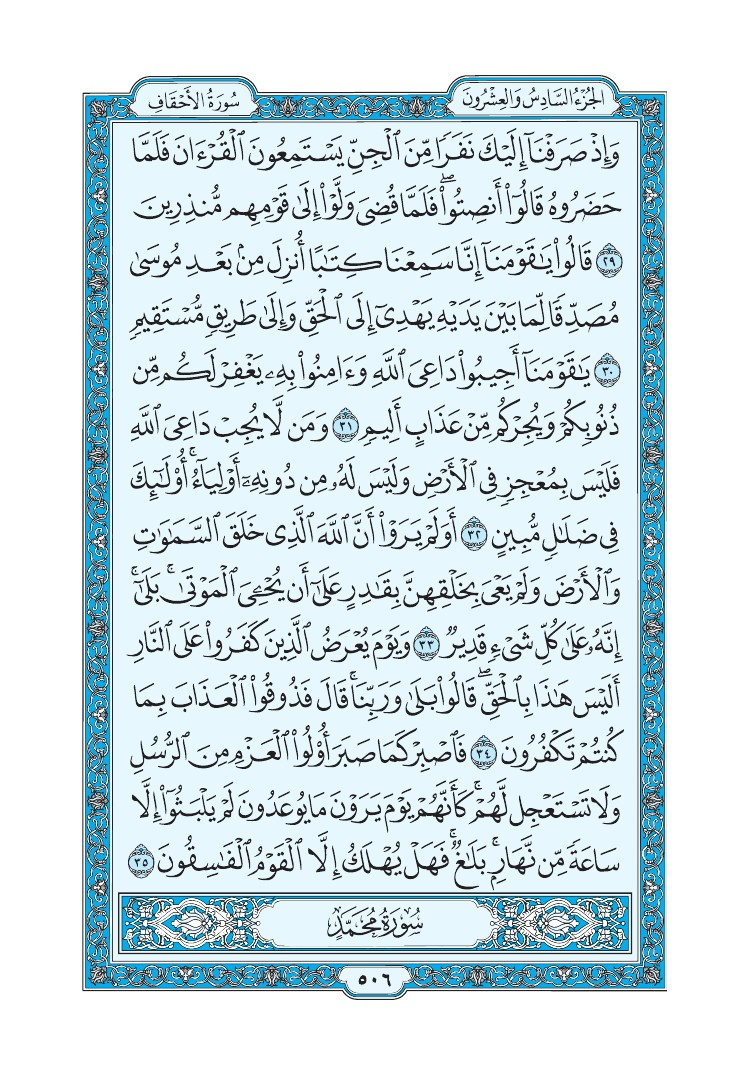 الجُزْءُ السَّادِسُ وَالعِشْرُونَ
سُورَةُ الأَحْقَافِ
وَإِذْ صَرَفْنَآ إِلَيْكَ نَفَرًا مِّنَ ٱلْجِنِّ يَسْتَمِعُونَ ٱلْقُرْءَانَ فَلَمَّا
حَضَرُوهُ قَالُوٓا۟ أَنصِتُوا۟ۖ فَلَمَّا قُضِىَ وَلَّوْا۟ إِلَىٰ قَوْمِهِم مُّنذِرِينَ
٢٩ قَالُوا۟ يَـٰقَوْمَنَآ إِنَّا سَمِعْنَا كِتَـٰبًا أُنزِلَ مِنۢ بَعْدِ مُوسَىٰ
مُصَدِّقًا لِّمَا بَيْنَ يَدَيْهِ يَهْدِىٓ إِلَى ٱلْحَقِّ وَإِلَىٰ طَرِيقٍ مُّسْتَقِيمٍ
٣٠ يَـٰقَوْمَنَآ أَجِيبُوا۟ دَاعِىَ ٱللَّهِ وَءَامِنُوا۟ بِهِۦ يَغْفِرْ لَكُم مِّن
ذُنُوبِكُمْ وَيُجِرْكُم مِّنْ عَذَابٍ أَلِيمٍ ٣١ وَمَن لَّا يُجِبْ دَاعِىَ ٱللَّهِ
فَلَيْسَ بِمُعْجِزٍ فِى ٱلْأَرْضِ وَلَيْسَ لَهُۥ مِن دُونِهِۦٓ أَوْلِيَآءُۚ أُو۟لَـٰٓئِكَ
فِى ضَلَـٰلٍ مُّبِينٍ ٣٢ أَوَلَمْ يَرَوْا۟ أَنَّ ٱللَّهَ ٱلَّذِى خَلَقَ ٱلسَّمَـٰوَٰتِ
وَٱلْأَرْضَ وَلَمْ يَعْىَ بِخَلْقِهِنَّ بِقَـٰدِرٍ عَلَىٰٓ أَن يُحْـِۧىَ ٱلْمَوْتَىٰۚ بَلَىٰٓۚ
إِنَّهُۥ عَلَىٰ كُلِّ شَىْءٍ قَدِيرٌ ٣٣ وَيَوْمَ يُعْرَضُ ٱلَّذِينَ كَفَرُوا۟ عَلَى ٱلنَّارِ
أَلَيْسَ هَـٰذَا بِٱلْحَقِّۖ قَالُوا۟ بَلَىٰ وَرَبِّنَاۚ قَالَ فَذُوقُوا۟ ٱلْعَذَابَ بِمَا
كُنتُمْ تَكْفُرُونَ ٣٤ فَٱصْبِرْ كَمَا صَبَرَ أُو۟لُوا۟ ٱلْعَزْمِ مِنَ ٱلرُّسُلِ
وَلَا تَسْتَعْجِل لَّهُمْۚ كَأَنَّهُمْ يَوْمَ يَرَوْنَ مَا يُوعَدُونَ لَمْ يَلْبَثُوٓا۟ إِلَّا
سَاعَةً مِّن نَّهَارٍۭۚ بَلَـٰغٌۚ فَهَلْ يُهْلَكُ إِلَّا ٱلْقَوْمُ ٱلْفَـٰسِقُونَ ٣٥
سُورَةُ مُحَمَّدٍ
٥٠٦